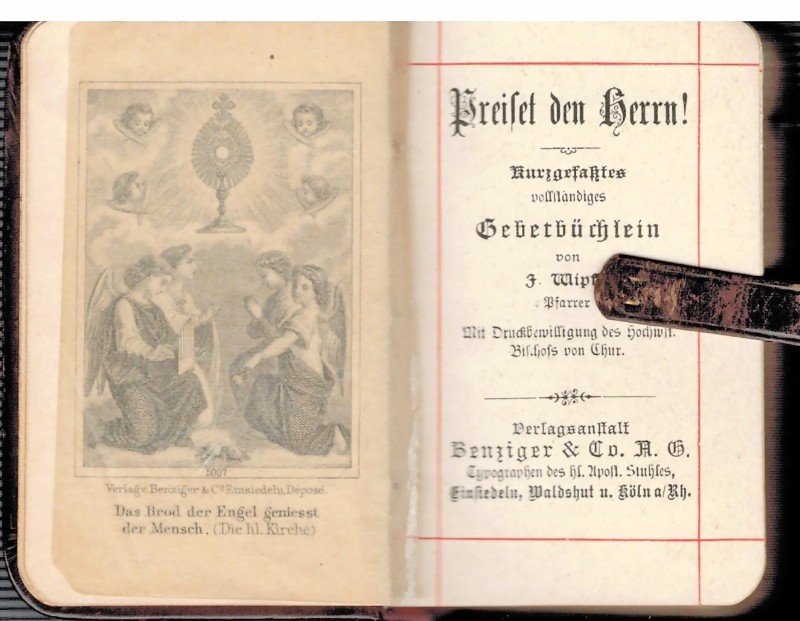 5007
Verlag v. Benziger & Co. Einsiedeln, Déposé.
Das Brod der Engel geniesst
der Mensch. (Die hl. Kirche)
Preiset den Herrn!
Kurzgefaßtes
vollständiges
Gebetbüchlein
von
J. Wipf
Pfarrer
Mit Druckbewilligung des Hochwst.
Bischofs von Chur.
Verlagsanstalt
Benziger & Co. A. G.
Typographen des hl. Apost. Stuhles,
Einsiedeln, Waldshut u. Köln a/Rh.